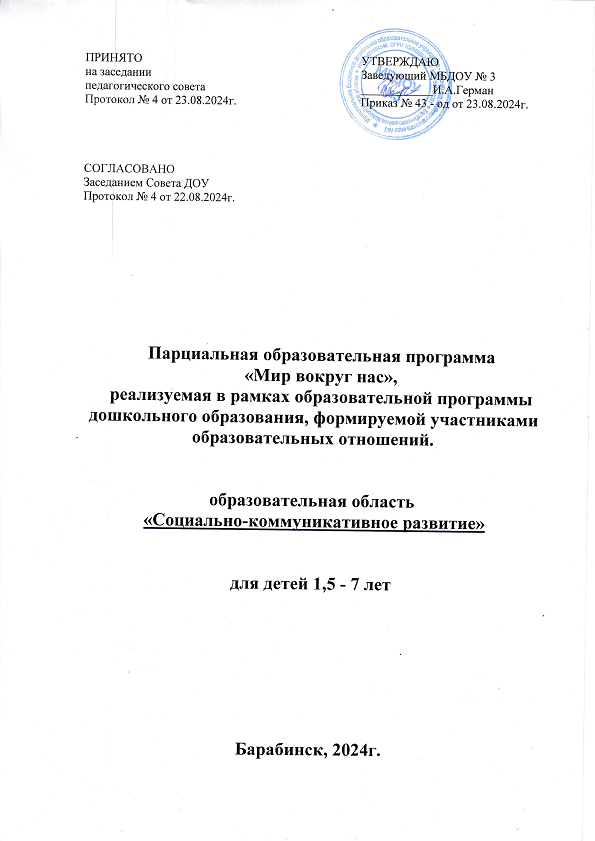 ПРИНЯТО
на заседании
педагогического совета
Протокол № 4 от 23.08.2024г.
УТВЕРЖДАЮ
Заведующий МБДОУ № 3
И.А.Герман
Приказ № 43 - од от 23.08.2024г.
СОГЛАСОВАНО
Заседанием Совета ДОУ
Протокол № 4 от 22.08.2024г.
Парциальная образовательная программа
«Мир вокруг нас»,
реализуемая в рамках образовательной программы
дошкольного образования, формируемой участниками
образовательных отношений.
образовательная область
«Социально-коммуникативное развитие»
для детей 1,5 - 7 лет
Барабинск, 2024г.